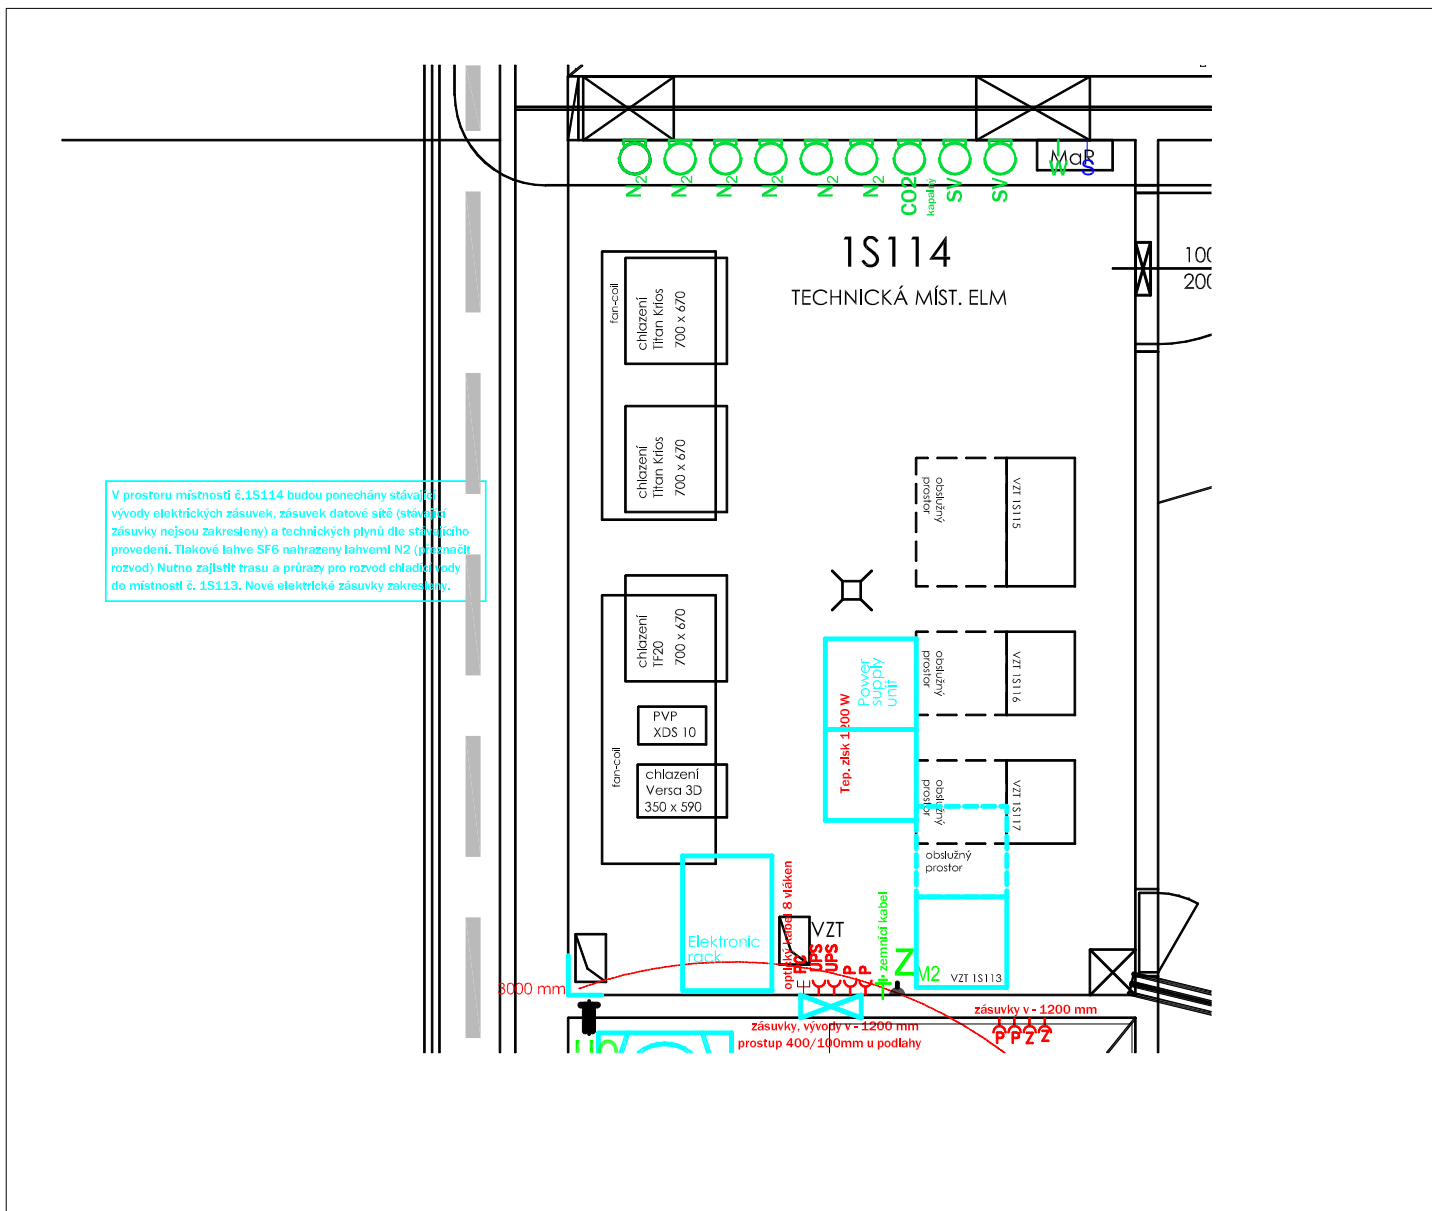 N2
N2
N2
N2
N2
N2
CO2
kapalný
SV
SV
MaR
W
S
1S114
TECHNICKÁ MÍST. ELM
100
200
fan-coil
chlazení
Titan Krios
700 x 670
chlazení
Titan Krios
700 x 670
obslužný
prostor
VZT 1S115
V prostoru místnosti č.1S114 budou ponechány stávající
vývody elektrických zásuvek, zásuvek datové sítě (stávající
zásuvky nejsou zakresleny) a technických plynů dle stávajícího
provedení. Tlakové lahve SF6 nahrazeny lahvemi N2 (přeznačit
rozvod) Nutno zajistit trasu a průrazy pro rozvod chladící vody
do místnosti č. 1S113. Nové elektrické zásuvky zakresleny.
chlazení
TF20
700 x 670
Power
supply
unit
obslužný
prostor
VZT 1S116
PVP
XDS 10
Tep. zisk 1200 W
fan-coil
chlazení
Versa 3D
350 x 590
obslužný
prostor
VZT 1S117
obslužný
prostor
Elektronic
rack
optický kabel 8 vláken
VZT
UPS
UPS
P
P
zemnící kabel
Z
M2
VZT 1S113
3000 mm
zásuvky, vývody v - 1200 mm
prostup 400/100mm u podlahy
zásuvky v - 1200 mm
P
P
Z
Z